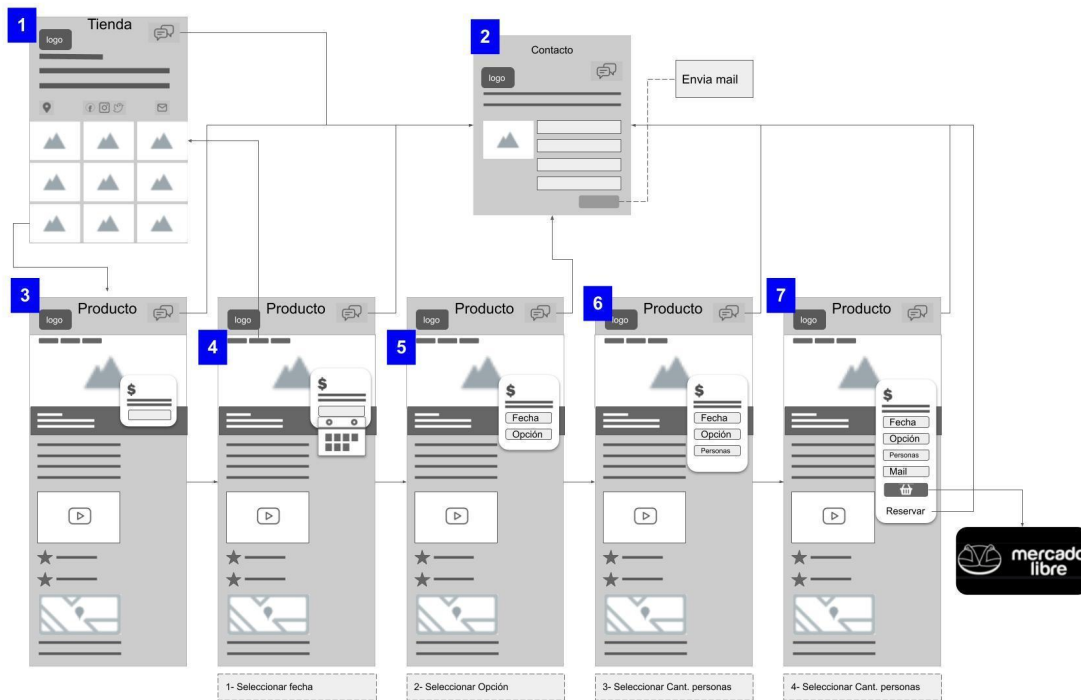 1
Tienda
logo
2
Contacto
logo
Envia mail
3
Producto
logo
4
Producto
logo
$
5
Producto
logo
$
Fecha
Opción
6
Producto
logo
$
Fecha
Opción
Personas
7
Producto
logo
$
Fecha
Opción
Personas
Mail
Reservar
$
mercado
libre
1- Seleccionar fecha
2- Seleccionar Opción
3- Seleccionar Cant. personas
4- Seleccionar Cant. personas